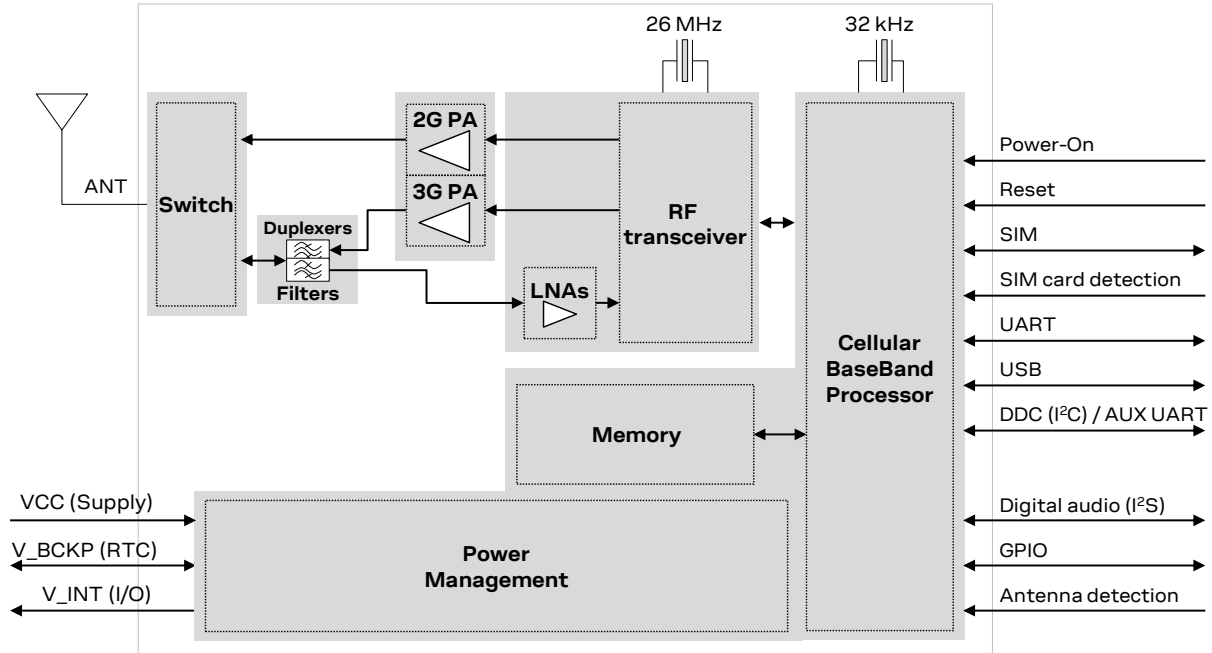 26 MHz
32 kHz
2G PA
3G PA
ANT
Switch
Duplexers
Filters
LNAs
RF
transceiver
Cellular
BaseBand
Processor
Memory
Power
Management
Power-On
Reset
SIM
SIM card detection
UART
USB
DDC (I²C) / AUX UART
Digital audio (I²S)
GPIO
Antenna detection
VCC (Supply)
V_BCKP (RTC)
V_INT (I/O)